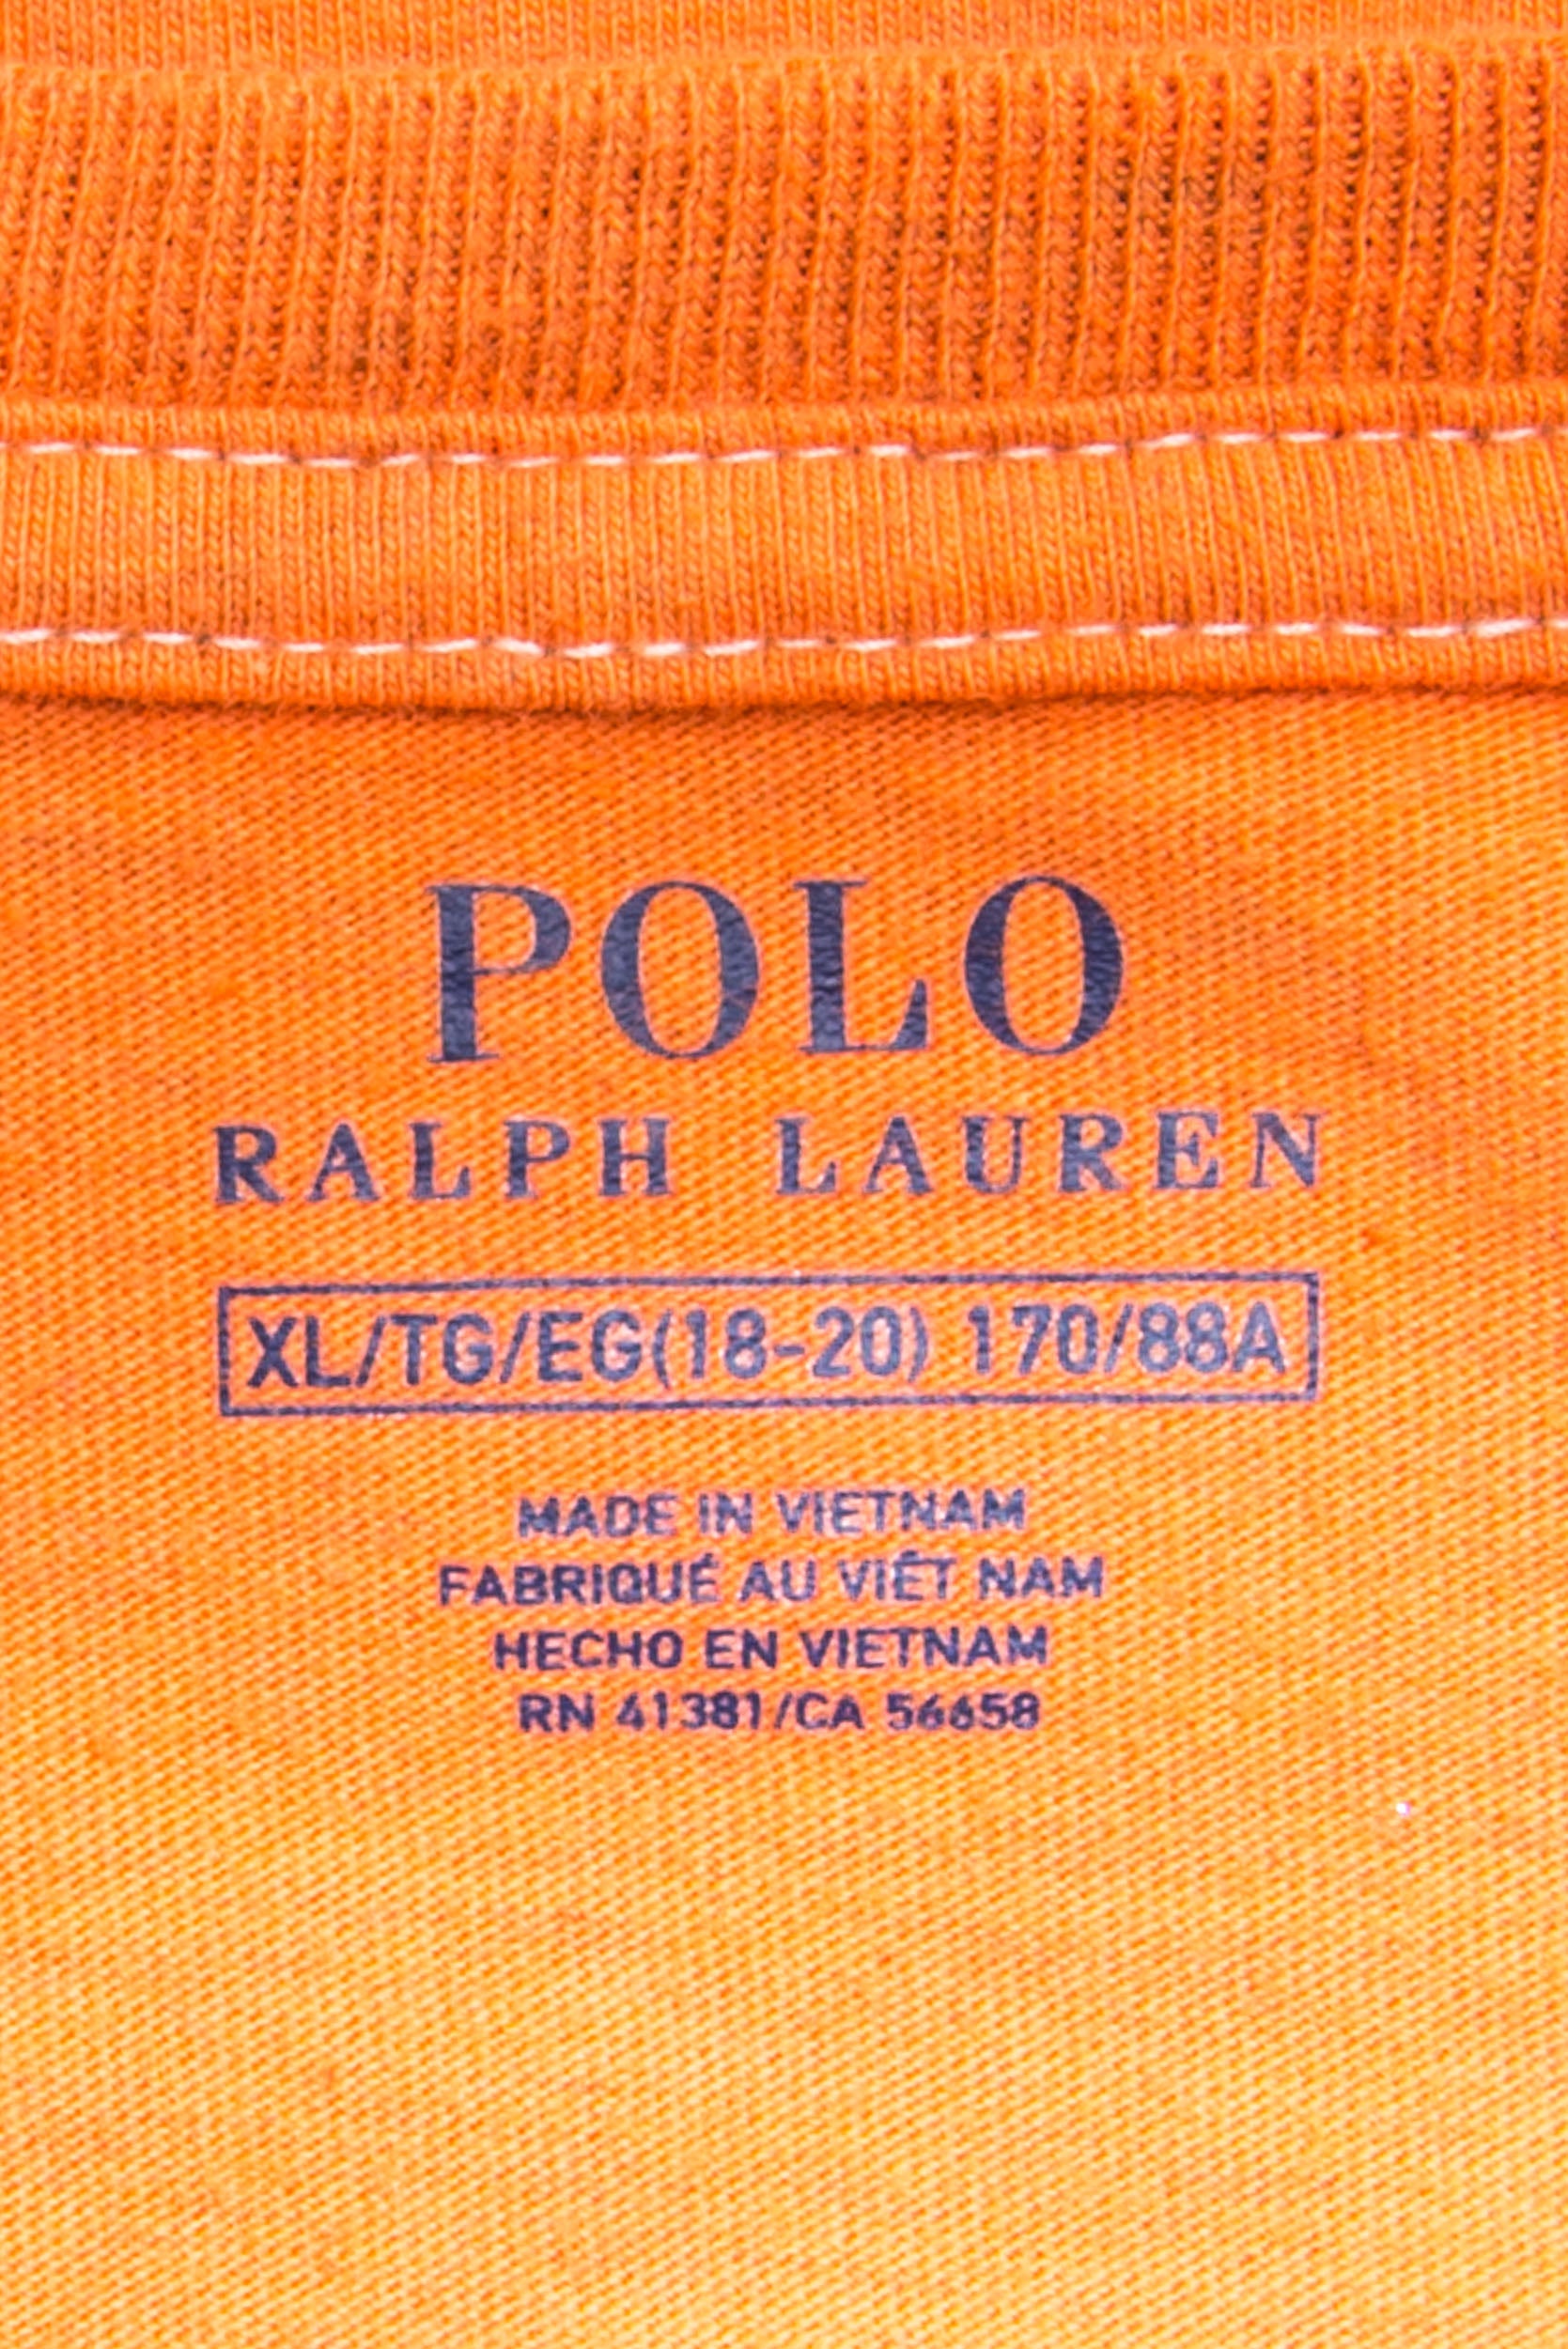 POLO
RALPH LAUREN
XL/TG/EG(18-20) 170/88A
MADE IN VIETNAM
FABRIQUÉ AU VIÊT NAM
HECHO EN VIETNAM
RN 41381/CA 56658